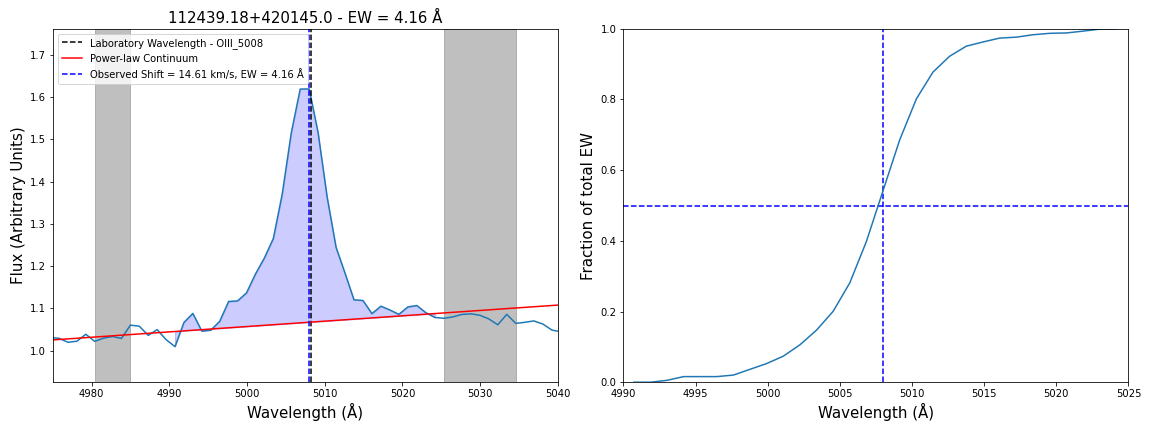 112439.18+420145.0 - EW = 4.16 Å
Laboratory Wavelength - OIII_5008
Power-law Continuum
Observed Shift = 14.61 km/s, EW = 4.16 Å
Flux (Arbitrary Units)
1.7
1.6
1.5
1.4
1.3
1.2
1.1
1.0
4980 4990 5000 5010 5020 5030 5040
Wavelength (Å)
Fraction of total EW
1.0
0.8
0.6
0.4
0.2
0.0
4990 4995 5000 5005 5010 5015 5020 5025
Wavelength (Å)